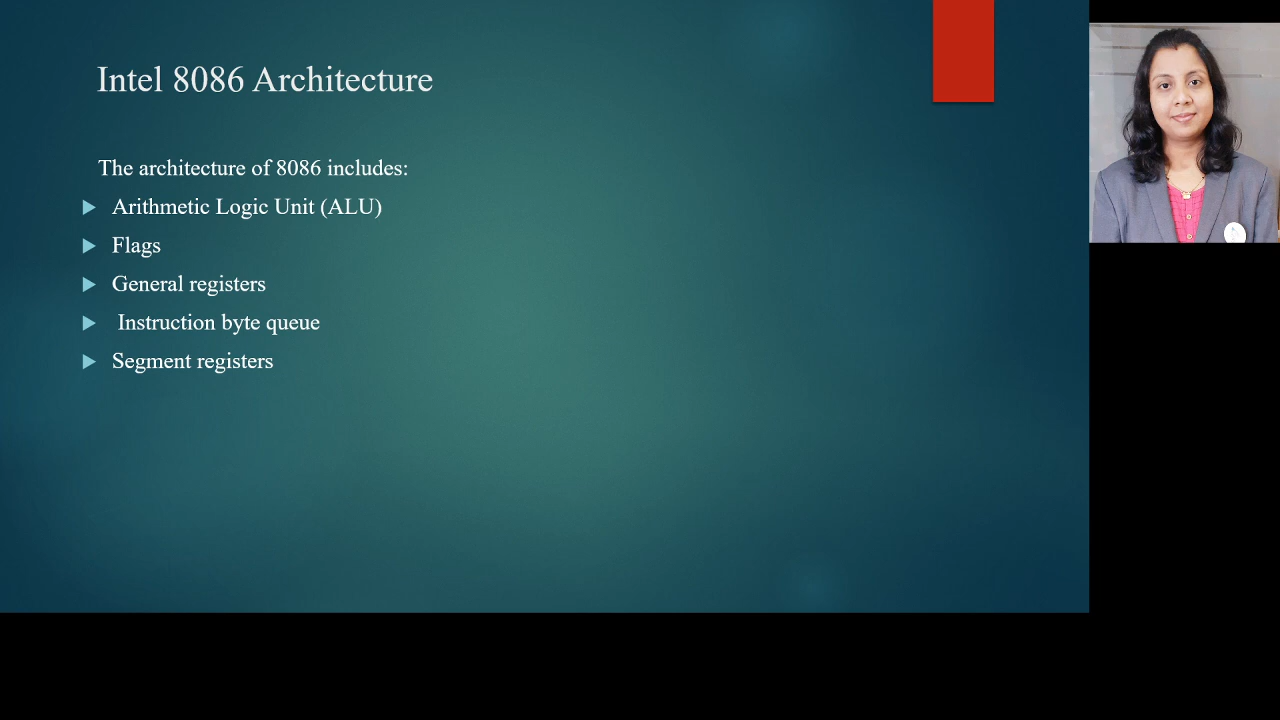 Intel 8086 Architecture
The architecture of 8086 includes:
Arithmetic Logic Unit (ALU)
Flags
General registers
Instruction byte queue
Segment registers